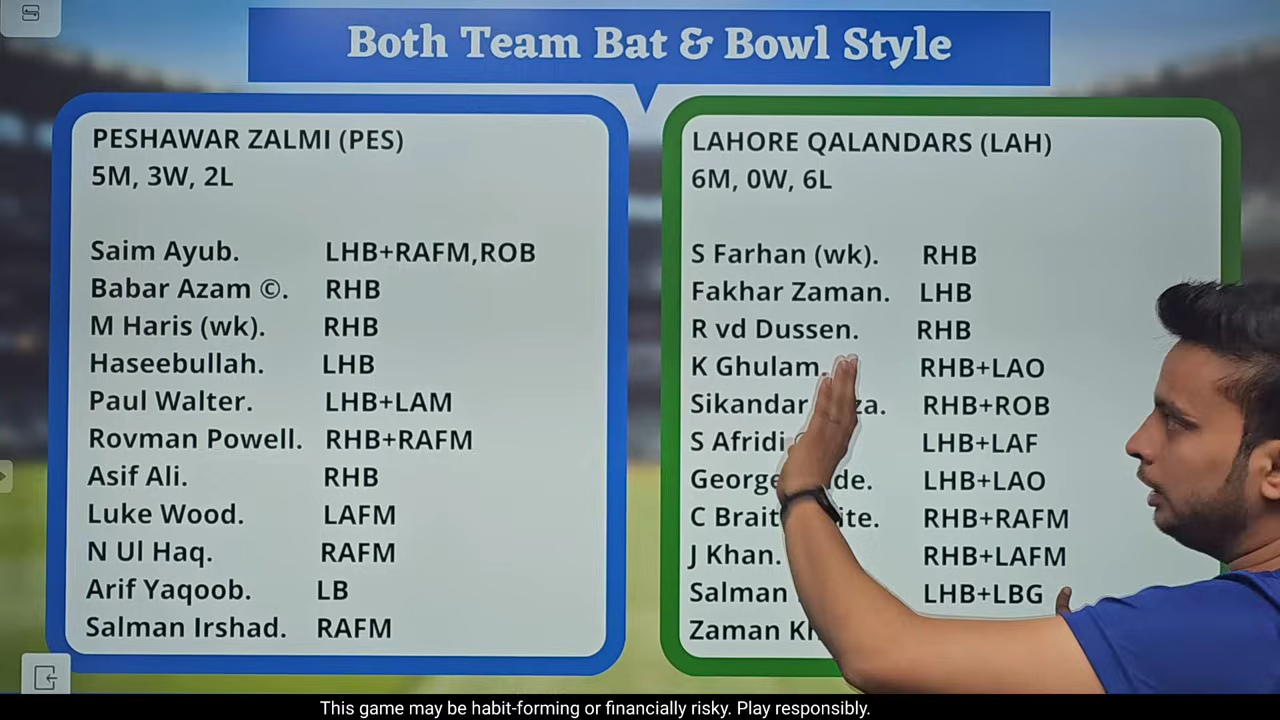 Both Team Bat & Bowl Style
PESHAWAR ZALMI (PES)
5M, 3W, 2L
Saim Ayub. LHB+RAFM,ROB
Babar Azam ©. RHB
M Haris (wk). RHB
Haseebullah. LHB
Paul Walter. LHB+LAM
Rovman Powell. RHB+RAFM
Asif Ali. RHB
Luke Wood. LAFM
N Ul Haq. RAFM
Arif Yaqoob. LB
Salman Irshad. RAFM
LAHORE QALANDARS (LAH)
6M, 0W, 6L
S Farhan (wk). RHB
Fakhar Zaman. LHB
R vd Dussen. RHB
K Ghulam. RHB+LAO
Sikandar RHB+ROB
S Afridi LHB+LAF
George LHB+LAO
C RHB+RAFM
J Khan. RHB+LAFM
Salman LHB+LBG
Zaman
This game may be habit-forming or financially risky. Play responsibly.